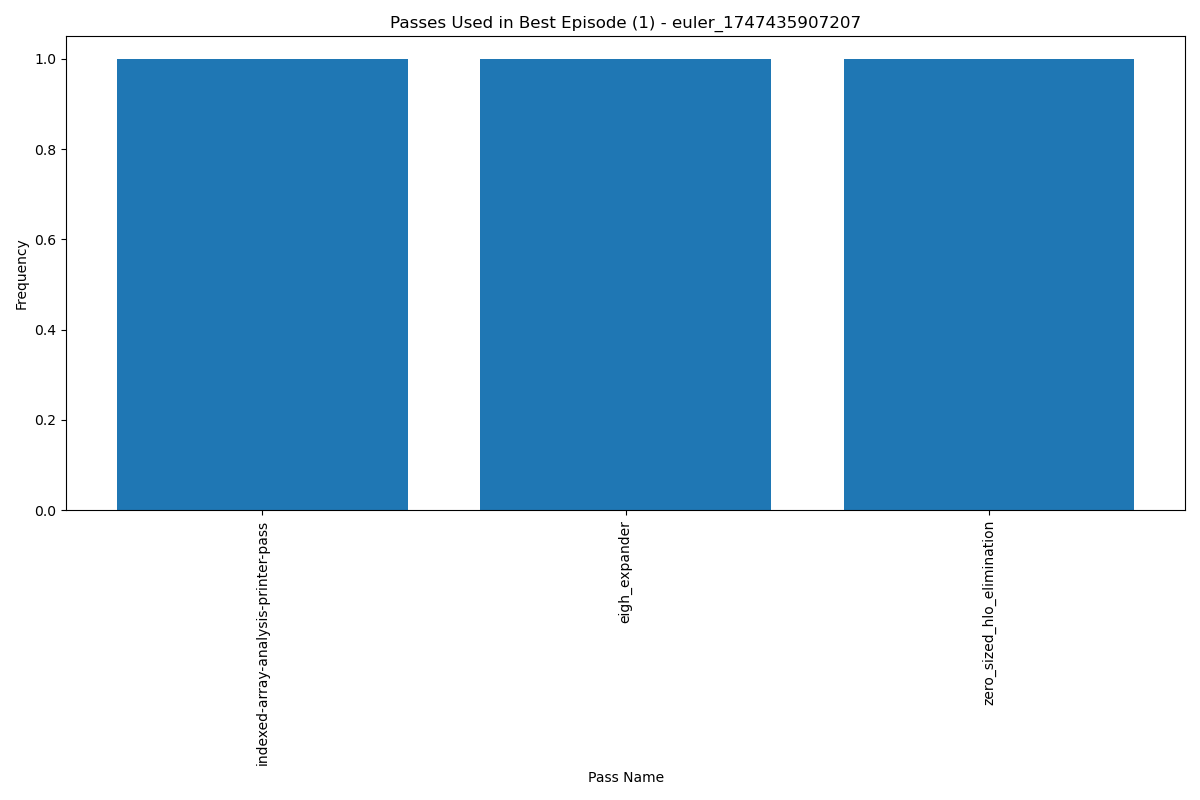 Passes Used in Best Episode (1) - euler_1747435907207
Frequency
1.0
0.8
0.6
0.4
0.2
0.0
indexed-array-analysis-printer-pass
eigh_expander
zero_sized_hlo_elimination
Pass Name